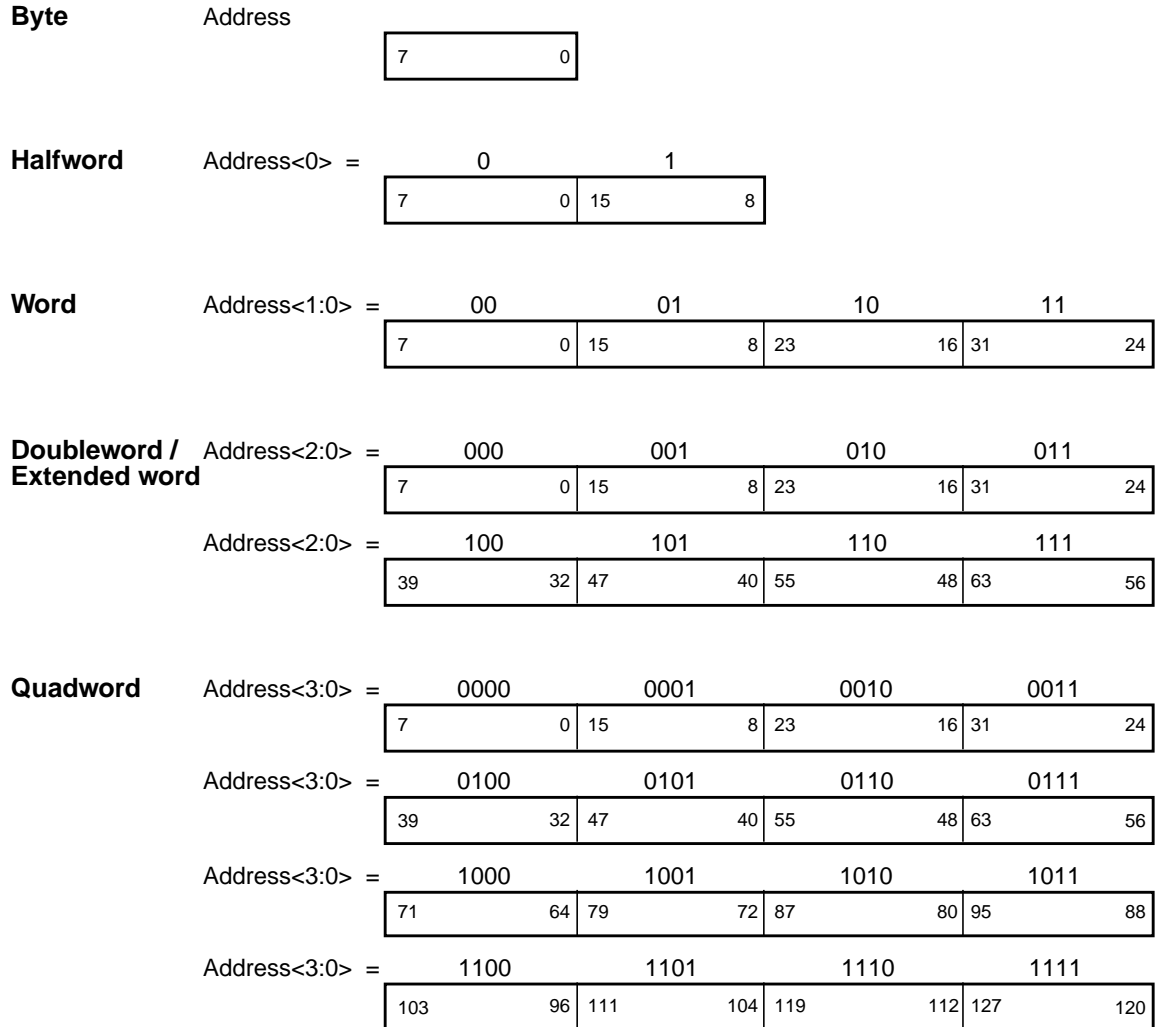 Byte Address
7 0
Halfword Address<0> = 0 1
7 0 15 8
Word Address<1:0> = 00 01 10 11
7 0 15 8 23 16 31 24
Doubleword / Address<2:0> = 000 001 010 011
Extended word
7 0 15 8 23 16 31 24
Address<2:0> = 100 101 110 111
39 32 47 40 55 48 63 56
Quadword Address<3:0> = 0000 0001 0010 0011
7 0 15 8 23 16 31 24
Address<3:0> = 0100 0101 0110 0111
39 32 47 40 55 48 63 56
Address<3:0> = 1000 1001 1010 1011
71 64 79 72 87 80 95 88
Address<3:0> = 1100 1101 1110 1111
103 96 111 104 119 112 127 120